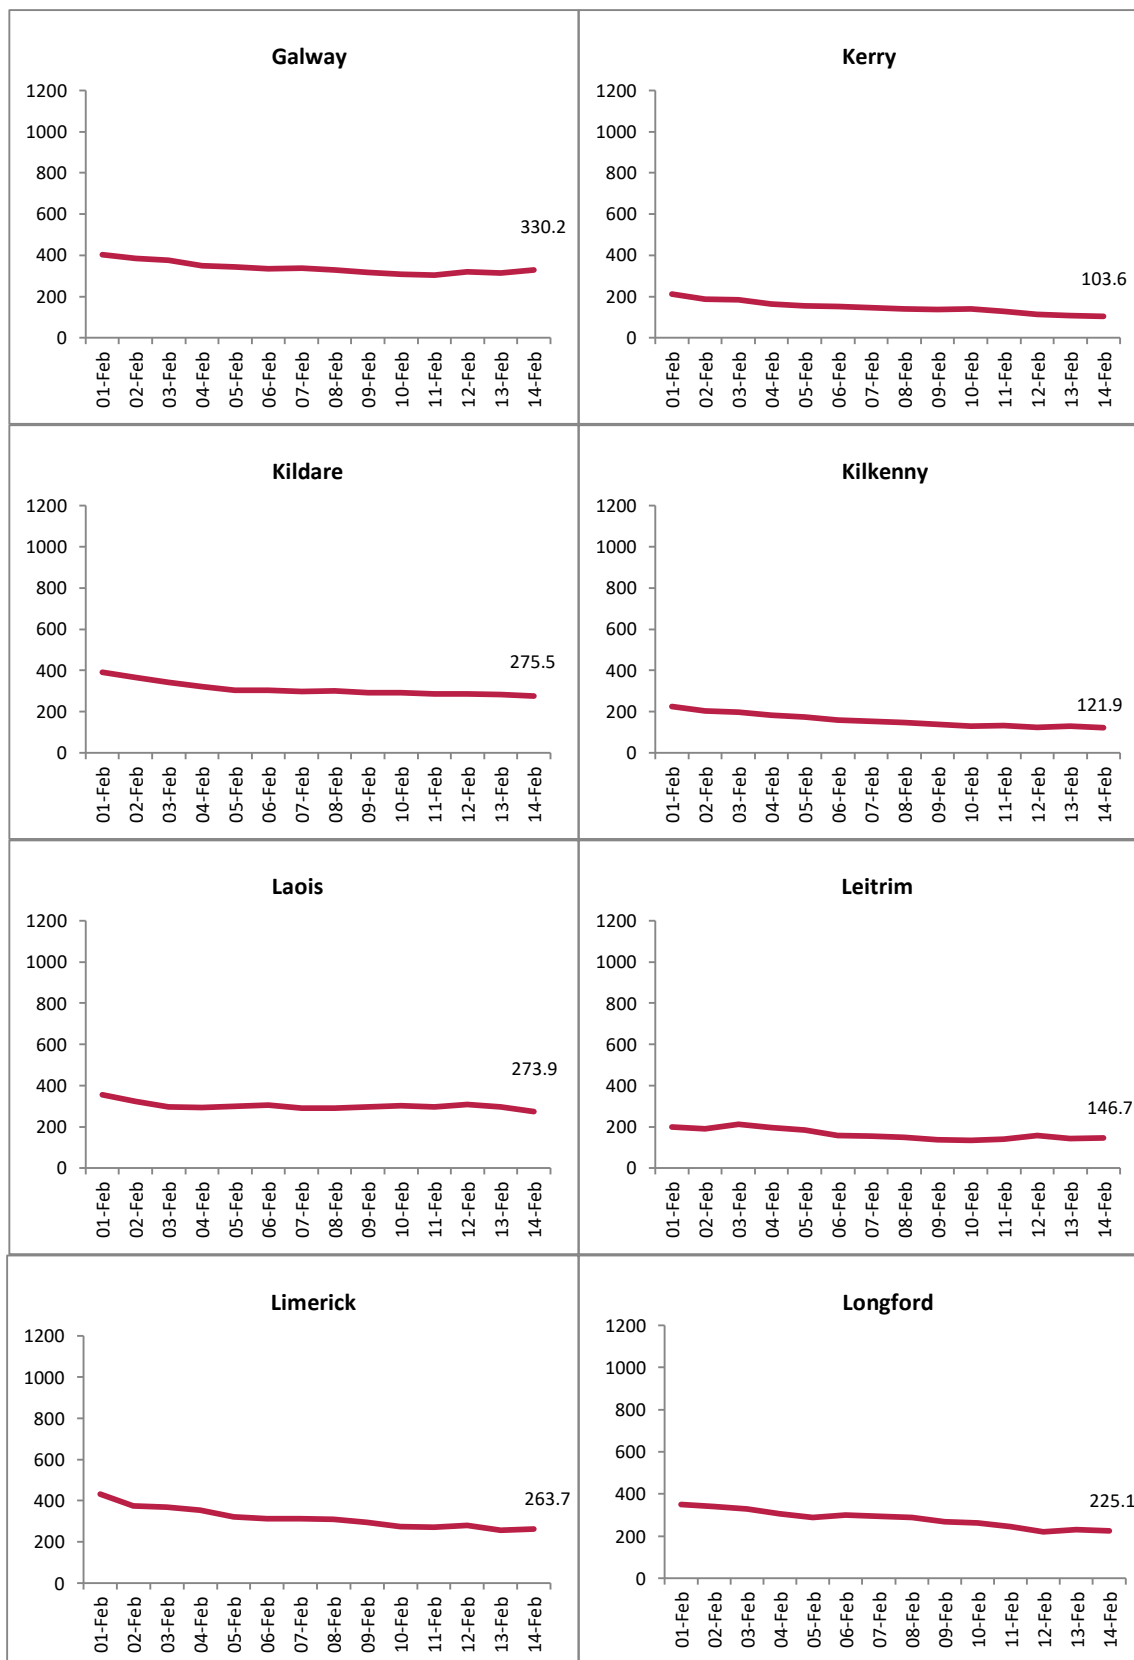 Galway
1200
1000
800
600
400
200
0
330.2
01-Feb
02-Feb
03-Feb
04-Feb
05-Feb
06-Feb
07-Feb
08-Feb
09-Feb
10-Feb
11-Feb
12-Feb
13-Feb
14-Feb
Kerry
1200
1000
800
600
400
200
0
103.6
01-Feb
02-Feb
03-Feb
04-Feb
05-Feb
06-Feb
07-Feb
08-Feb
09-Feb
10-Feb
11-Feb
12-Feb
13-Feb
14-Feb
Kildare
1200
1000
800
600
400
200
0
275.5
01-Feb
02-Feb
03-Feb
04-Feb
05-Feb
06-Feb
07-Feb
08-Feb
09-Feb
10-Feb
11-Feb
12-Feb
13-Feb
14-Feb
Kilkenny
1200
1000
800
600
400
200
0
121.9
01-Feb
02-Feb
03-Feb
04-Feb
05-Feb
06-Feb
07-Feb
08-Feb
09-Feb
10-Feb
11-Feb
12-Feb
13-Feb
14-Feb
Laois
1200
1000
800
600
400
200
0
273.9
01-Feb
02-Feb
03-Feb
04-Feb
05-Feb
06-Feb
07-Feb
08-Feb
09-Feb
10-Feb
11-Feb
12-Feb
13-Feb
14-Feb
Leitrim
1200
1000
800
600
400
200
0
146.7
01-Feb
02-Feb
03-Feb
04-Feb
05-Feb
06-Feb
07-Feb
08-Feb
09-Feb
10-Feb
11-Feb
12-Feb
13-Feb
14-Feb
Limerick
1200
1000
800
600
400
200
0
263.7
01-Feb
02-Feb
03-Feb
04-Feb
05-Feb
06-Feb
07-Feb
08-Feb
09-Feb
10-Feb
11-Feb
12-Feb
13-Feb
14-Feb
Longford
1200
1000
800
600
400
200
0
225.1
01-Feb
02-Feb
03-Feb
04-Feb
05-Feb
06-Feb
07-Feb
08-Feb
09-Feb
10-Feb
11-Feb
12-Feb
13-Feb
14-Feb